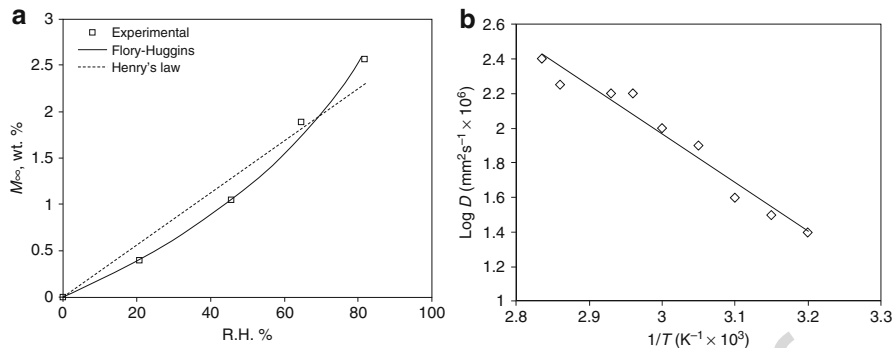 a
Experimental
Flory-Huggins
Henry's law
3
2.5
2
1.5
1
0.5
0
M∞, wt. %
0 20 40 60 80 100
R.H. %
b
2.8
2.6
2.4
2.2
2
1.8
1.6
1.4
1.2
1
Log D (mm²s⁻¹ × 10⁶)
2.8 2.9 3 3.1 3.2 3.3
1/T (K⁻¹ × 10³)